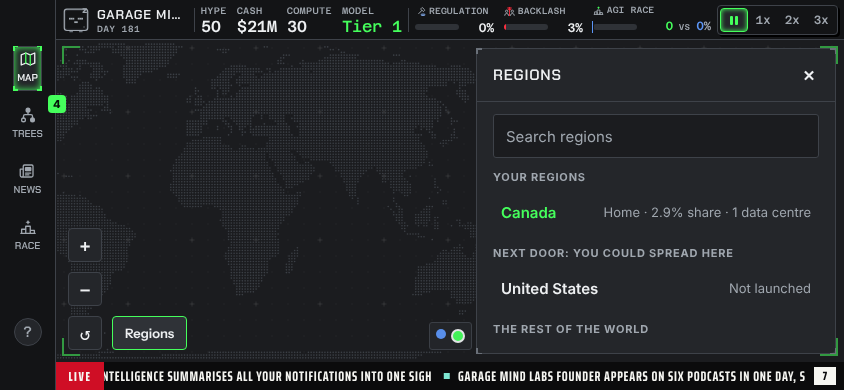 GARAGE MI...
DAY 181
HYPE
50
CASH
$21M
COMPUTE
30
MODEL
Tier 1
REGULATION
0%
BACKLASH
3%
AGI RACE
0 vs 0%
1x
2x
3x
MAP
4
TREES
NEWS
RACE
?
+
−
↺
Regions
REGIONS
×
Search regions
YOUR REGIONS
Canada
Home · 2.9% share · 1 data centre
NEXT DOOR: YOU COULD SPREAD HERE
United States
Not launched
THE REST OF THE WORLD
LIVE
NTELLIGENCE SUMMARISES ALL YOUR NOTIFICATIONS INTO ONE SIGH ▪ GARAGE MIND LABS FOUNDER APPEARS ON SIX PODCASTS IN ONE DAY, S
7